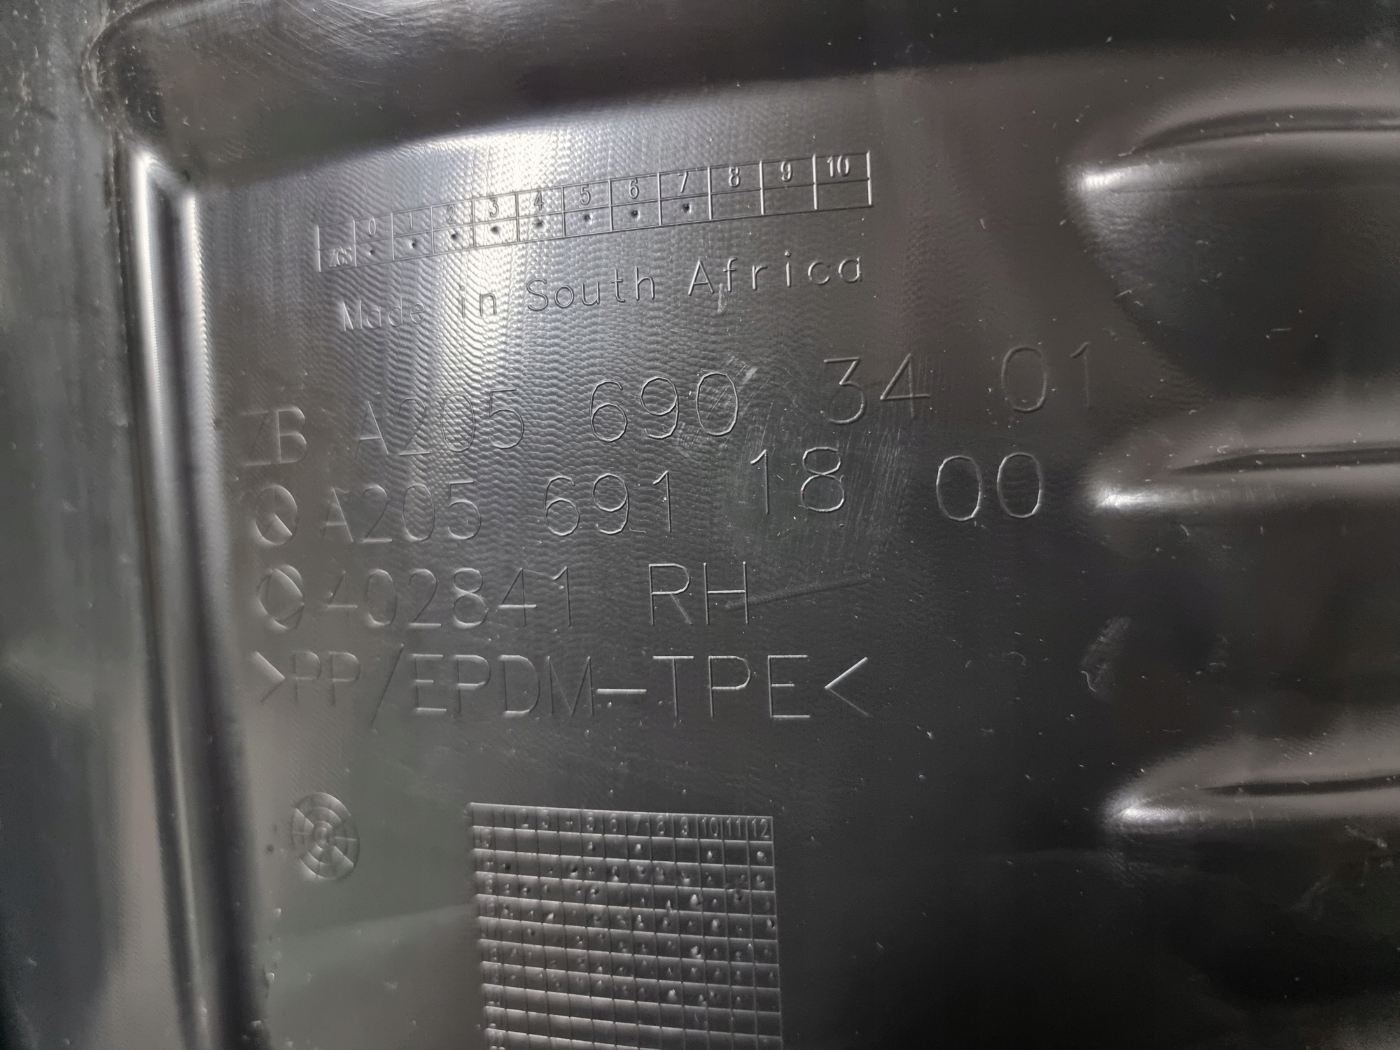 0 1 2 3 4 5 6 7 8 9 10
ZGS
Made in South Africa
ZB A205 690 34 01
A205 691 18 00
402841 RH
>PP/EPDM-TPE<
1 2 3 4 5 6 7 8 9 10 11 12